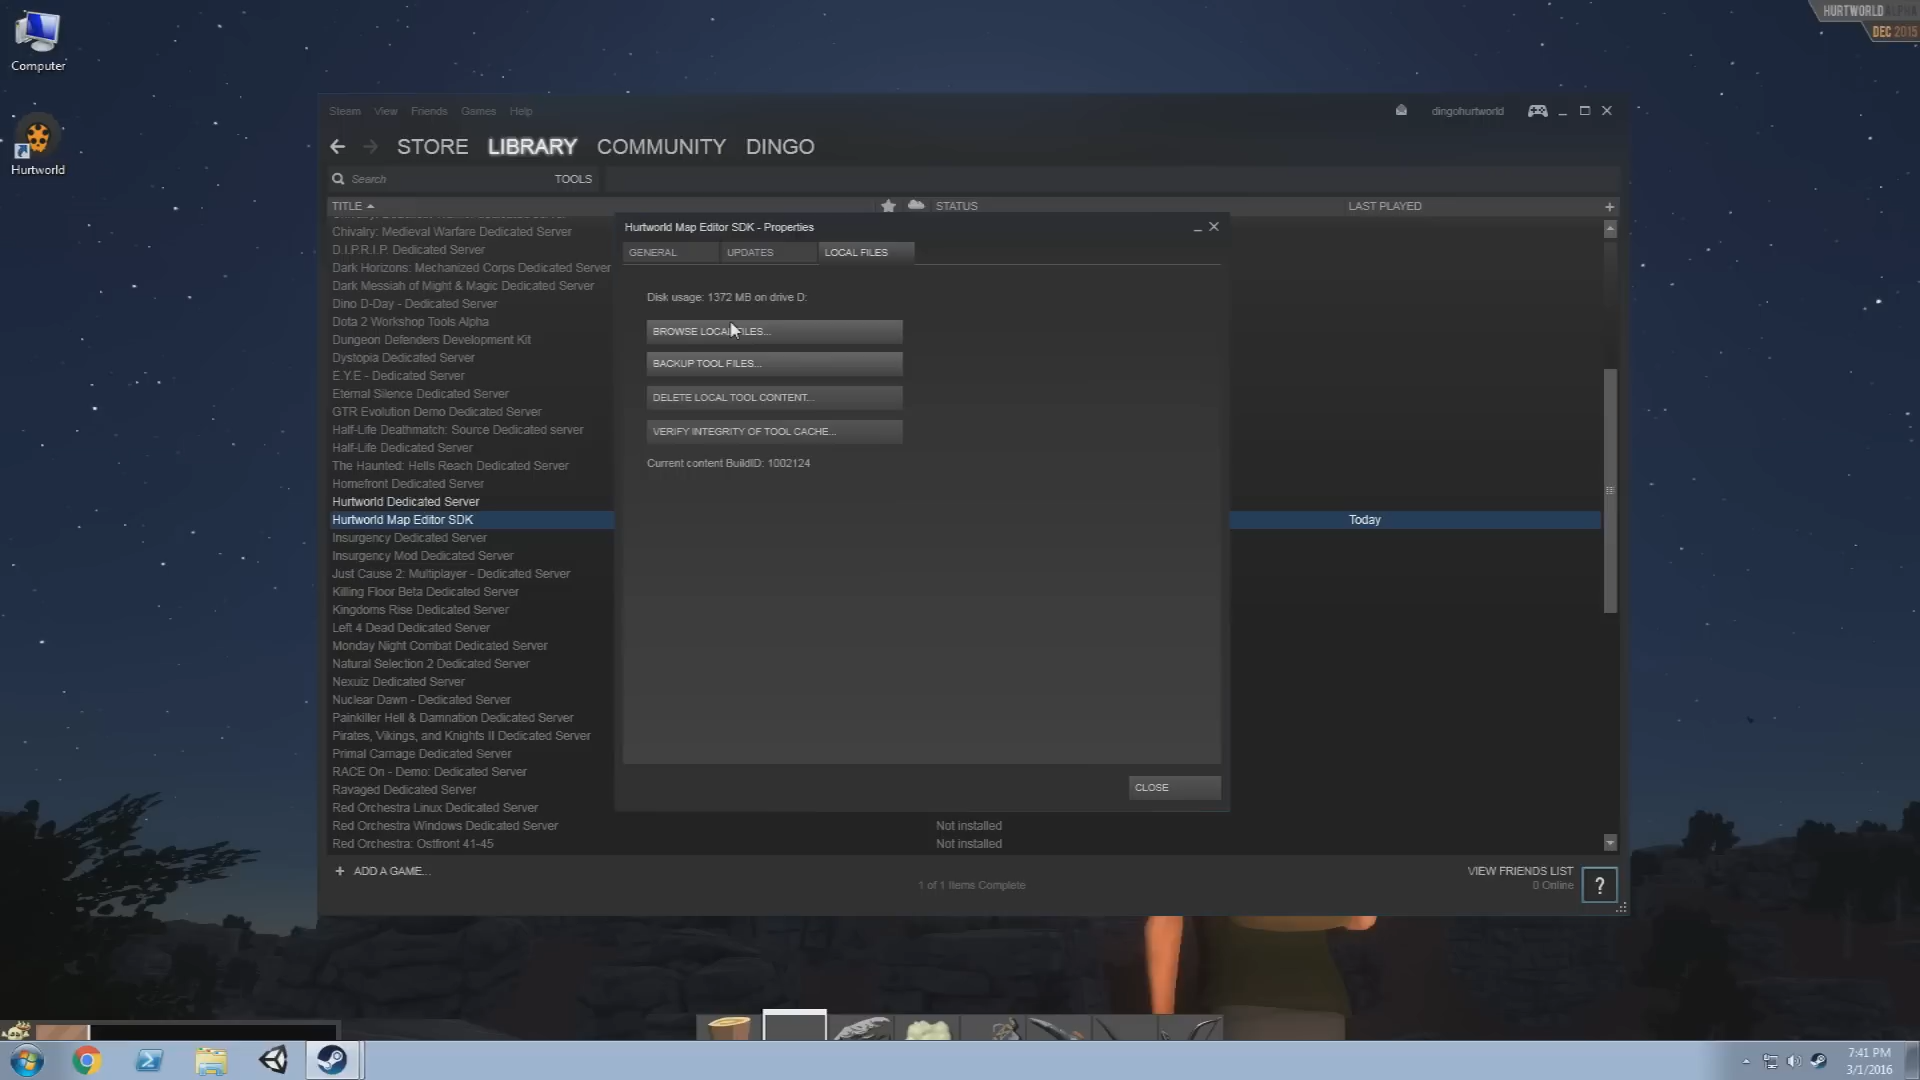 HURTWORLD ALPHA
DEC 2015
Computer
Hurtworld
Steam View Friends Games Help
dingohurtworld
STORE LIBRARY COMMUNITY DINGO
Search TOOLS
TITLE STATUS LAST PLAYED
Chivalry: Medieval Warfare Dedicated Server
D.I.P.R.I.P. Dedicated Server
Dark Horizons: Mechanized Corps Dedicated Server
Dark Messiah of Might & Magic Dedicated Server
Dino D-Day - Dedicated Server
Dota 2 Workshop Tools Alpha
Dungeon Defenders Development Kit
Dystopia Dedicated Server
E.Y.E - Dedicated Server
Eternal Silence Dedicated Server
GTR Evolution Demo Dedicated Server
Half-Life Deathmatch: Source Dedicated server
Half-Life Dedicated Server
The Haunted: Hells Reach Dedicated Server
Homefront Dedicated Server
Hurtworld Dedicated Server
Hurtworld Map Editor SDK Today
Insurgency Dedicated Server
Insurgency Mod Dedicated Server
Just Cause 2: Multiplayer - Dedicated Server
Killing Floor Beta Dedicated Server
Kingdoms Rise Dedicated Server
Left 4 Dead Dedicated Server
Monday Night Combat Dedicated Server
Natural Selection 2 Dedicated Server
Nexuiz Dedicated Server
Nuclear Dawn - Dedicated Server
Painkiller Hell & Damnation Dedicated Server
Pirates, Vikings, and Knights II Dedicated Server
Primal Carnage Dedicated Server
RACE On - Demo: Dedicated Server
Ravaged Dedicated Server
Red Orchestra Linux Dedicated Server
Red Orchestra Windows Dedicated Server Not installed
Red Orchestra: Ostfront 41-45 Not installed
Hurtworld Map Editor SDK - Properties
GENERAL UPDATES LOCAL FILES
Disk usage: 1372 MB on drive D:
BROWSE LOCAL FILES...
BACKUP TOOL FILES...
DELETE LOCAL TOOL CONTENT...
VERIFY INTEGRITY OF TOOL CACHE...
Current content BuildID: 1002124
CLOSE
+ ADD A GAME...
1 of 1 Items Complete
VIEW FRIENDS LIST
0 Online
?
7:41 PM
3/1/2016